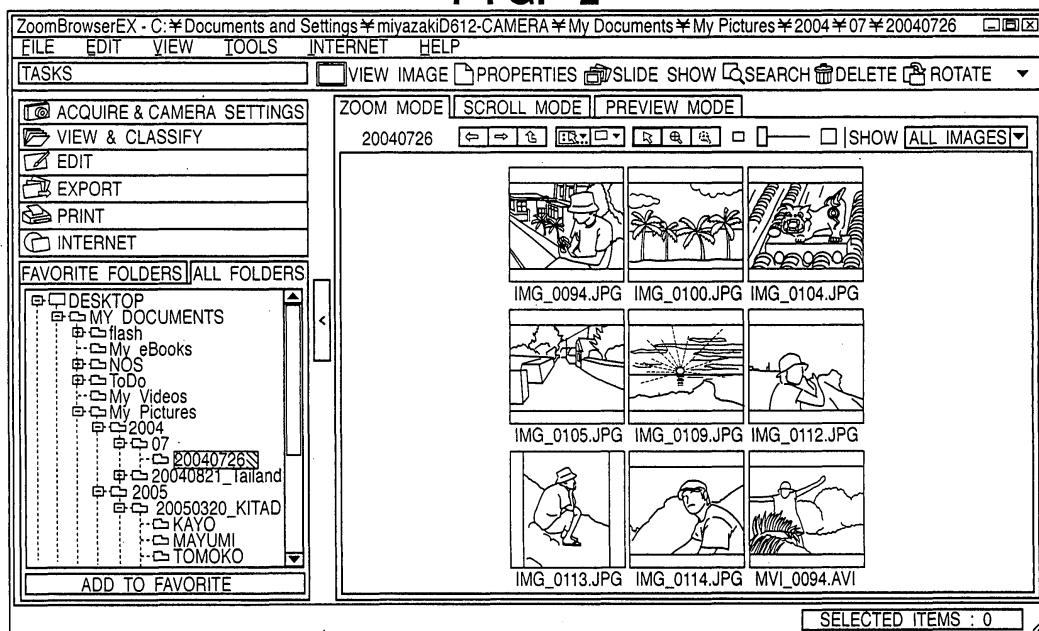 ZoomBrowserEX - C:¥Documents and Settings¥miyazakiD612-CAMERA¥My Documents¥My Pictures¥2004¥07¥20040726
FILE EDIT VIEW TOOLS INTERNET HELP
TASKS
VIEW IMAGE PROPERTIES SLIDE SHOW SEARCH DELETE ROTATE
ACQUIRE & CAMERA SETTINGS
VIEW & CLASSIFY
EDIT
EXPORT
PRINT
INTERNET
FAVORITE FOLDERS ALL FOLDERS
DESKTOP
MY DOCUMENTS
flash
My eBooks
NOS
ToDo
My Videos
My Pictures
2004
07
20040726
20040821_Tailand
2005
20050320_KITAD
KAYO
MAYUMI
TOMOKO
ADD TO FAVORITE
ZOOM MODE SCROLL MODE PREVIEW MODE
20040726 SHOW ALL IMAGES
IMG_0094.JPG IMG_0100.JPG IMG_0104.JPG
IMG_0105.JPG IMG_0109.JPG IMG_0112.JPG
IMG_0113.JPG IMG_0114.JPG MVI_0094.AVI
SELECTED ITEMS : 0